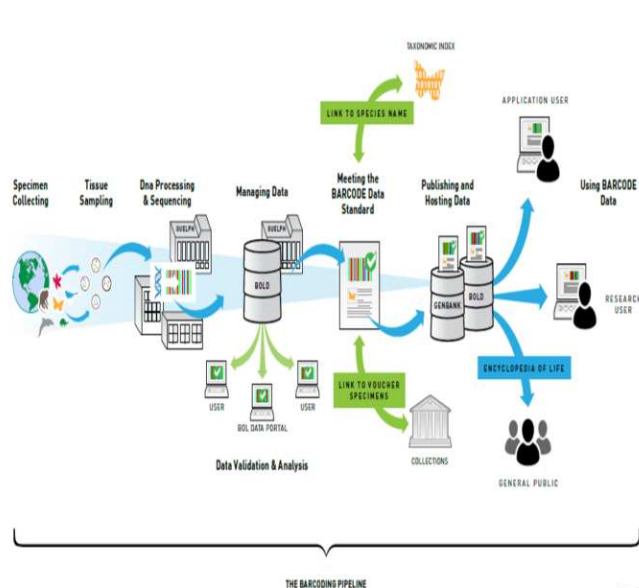 TAXONOMIC INDEX
APPLICATION USER
LINK TO SPECIES NAME
Specimen
Collecting
Tissue
Sampling
Dna Processing
& Sequencing
Managing Data
Meeting the
BARCODE Data
Standard
Publishing and
Hosting Data
Using BARCODE
Data
GUELPH
GUELPH
BOLD
GENBANK
BOLD
RESEARCH
USER
USER
BOL DATA PORTAL
USER
LINK TO VOUCHER
SPECIMENS
ENCYCLOPEDIA OF LIFE
Data Validation & Analysis
COLLECTIONS
GENERAL PUBLIC
THE BARCODING PIPELINE